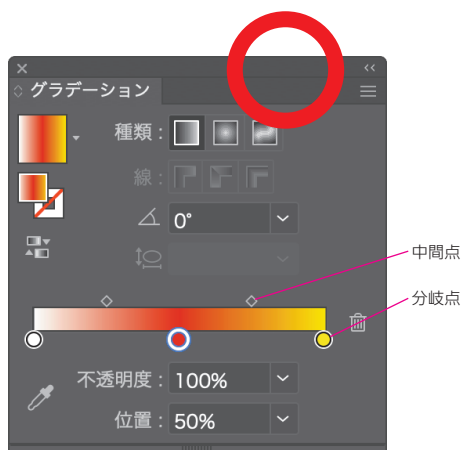 グラデーション
種類：
線：
0°
中間点
分岐点
不透明度：100%
位置：50%